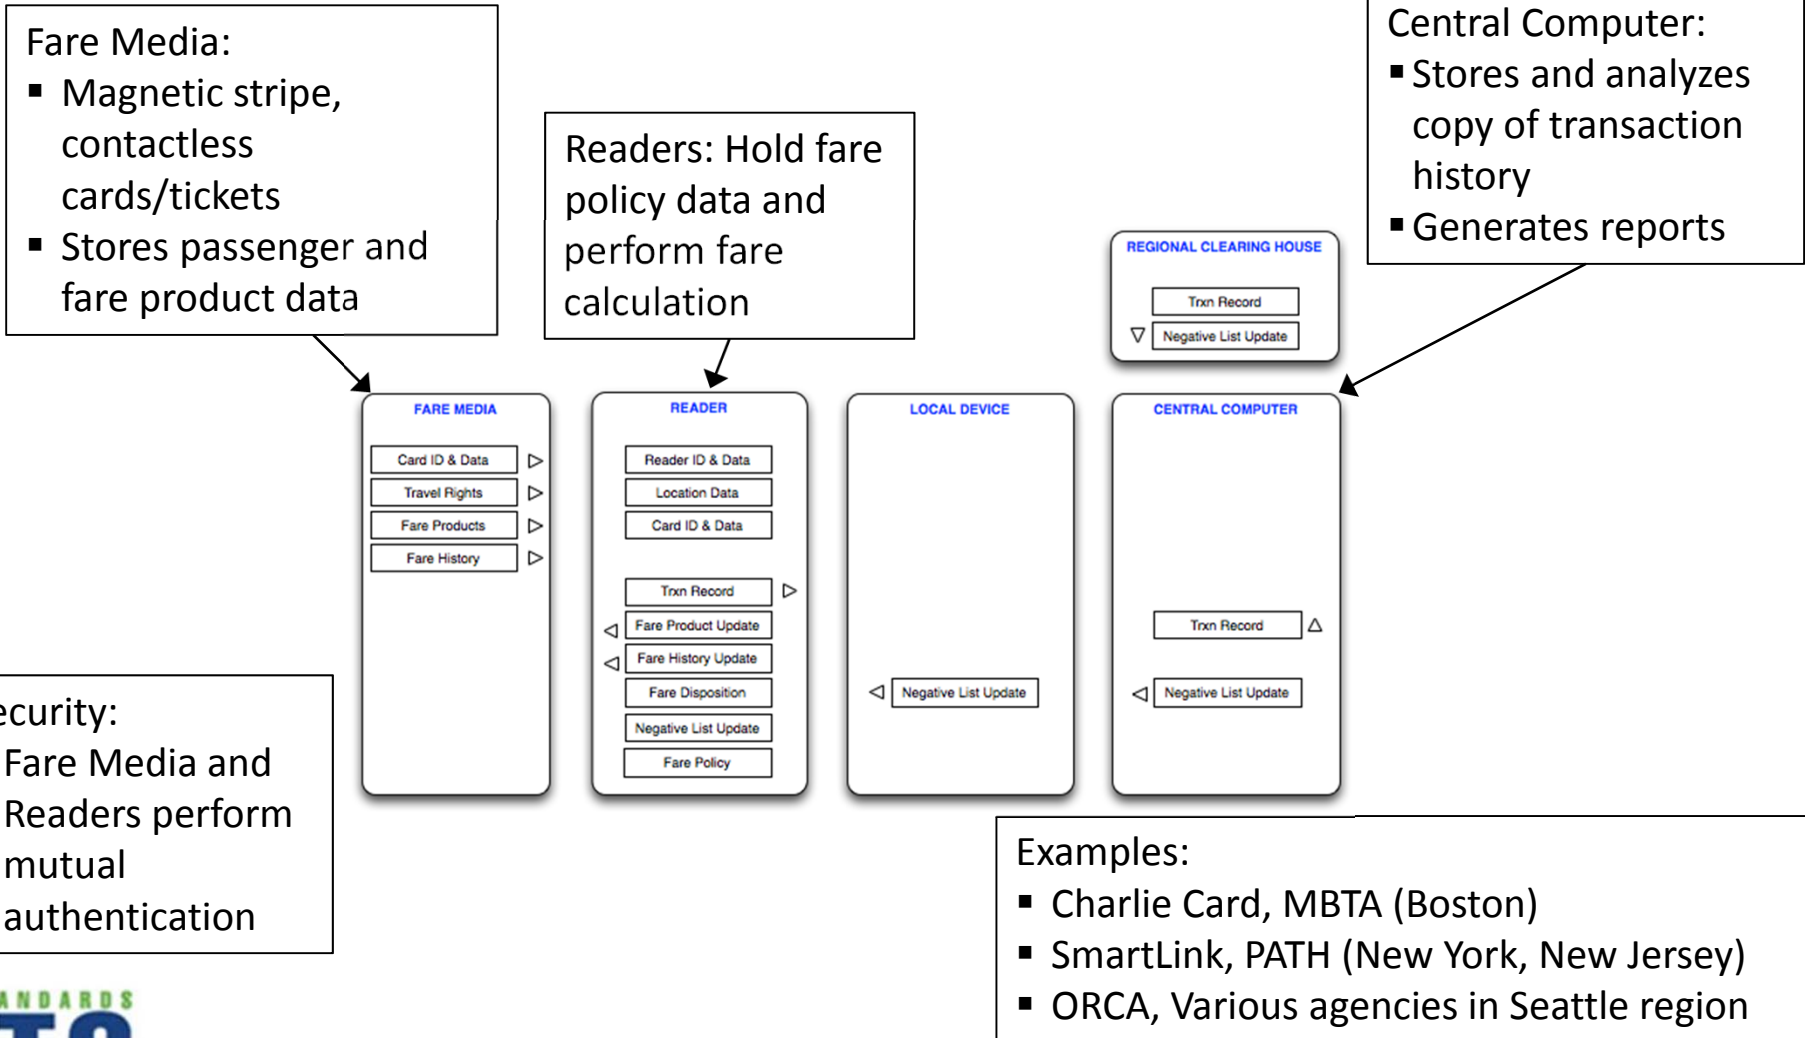 Fare Media:
▪ Magnetic stripe,
contactless
cards/tickets
▪ Stores passenger and
fare product data
Readers: Hold fare
policy data and
perform fare
calculation
Central Computer:
▪ Stores and analyzes
copy of transaction
history
▪ Generates reports
REGIONAL CLEARING HOUSE
Trxn Record
Negative List Update
FARE MEDIA
Card ID & Data
Travel Rights
Fare Products
Fare History
READER
Reader ID & Data
Location Data
Card ID & Data
Trxn Record
Fare Product Update
Fare History Update
Fare Disposition
Negative List Update
Fare Policy
LOCAL DEVICE
Negative List Update
CENTRAL COMPUTER
Trxn Record
Negative List Update
ecurity:
Fare Media and
Readers perform
mutual
authentication
Examples:
▪ Charlie Card, MBTA (Boston)
▪ SmartLink, PATH (New York, New Jersey)
▪ ORCA, Various agencies in Seattle region
ANDARDS